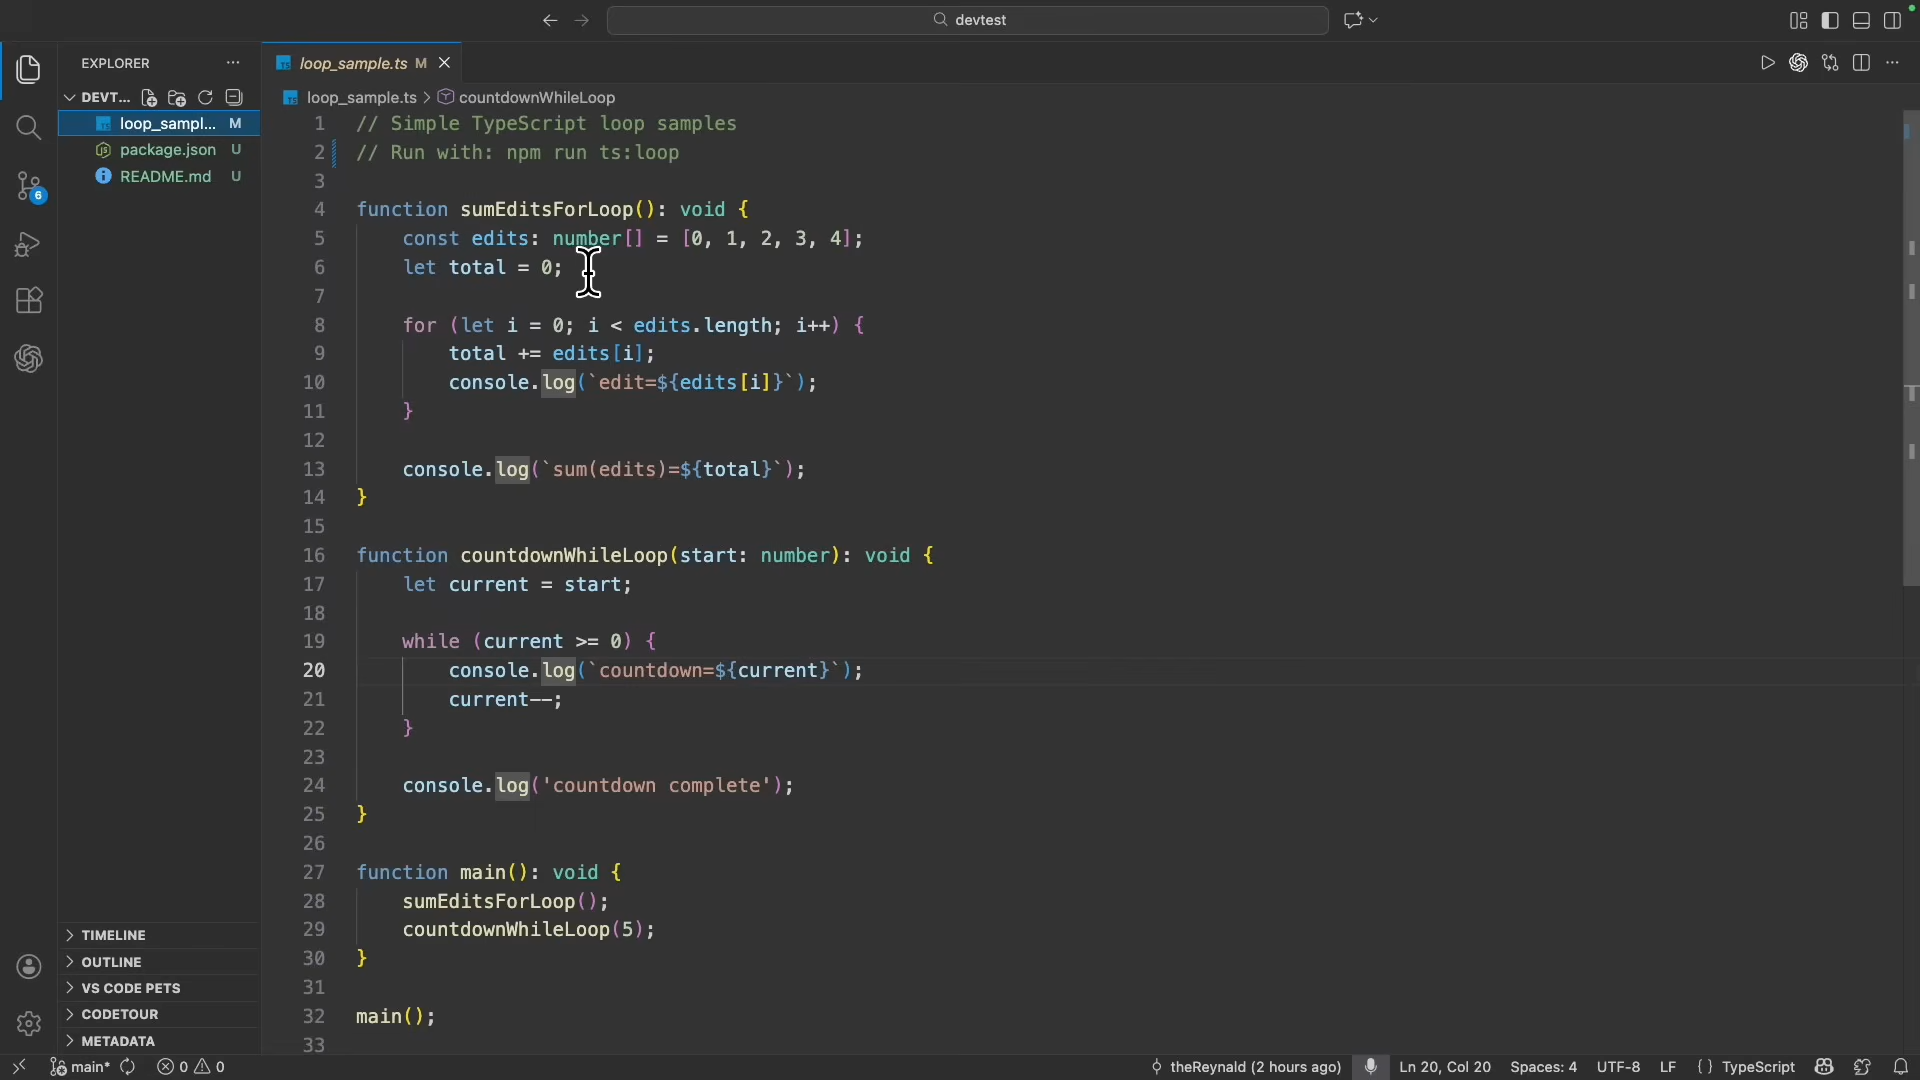 devtest
EXPLORER
loop_sample.ts M
DEVT...
loop_sampl... M
package.json U
README.md U
6
loop_sample.ts > countdownWhileLoop
1 // Simple TypeScript loop samples
2 // Run with: npm run ts:loop
3
4 function sumEditsForLoop(): void {
5 const edits: number[] = [0, 1, 2, 3, 4];
6 let total = 0;
7
8 for (let i = 0; i < edits.length; i++) {
9 total += edits[i];
10 console.log(`edit=${edits[i]}`);
11 }
12
13 console.log(`sum(edits)=${total}`);
14 }
15
16 function countdownWhileLoop(start: number): void {
17 let current = start;
18
19 while (current >= 0) {
20 console.log(`countdown=${current}`);
21 current--;
22 }
23
24 console.log('countdown complete');
25 }
26
27 function main(): void {
28 sumEditsForLoop();
29 countdownWhileLoop(5);
30 }
31
32 main();
33
TIMELINE
OUTLINE
VS CODE PETS
CODETOUR
METADATA
main* 0 0 theReynald (2 hours ago) Ln 20, Col 20 Spaces: 4 UTF-8 LF { } TypeScript